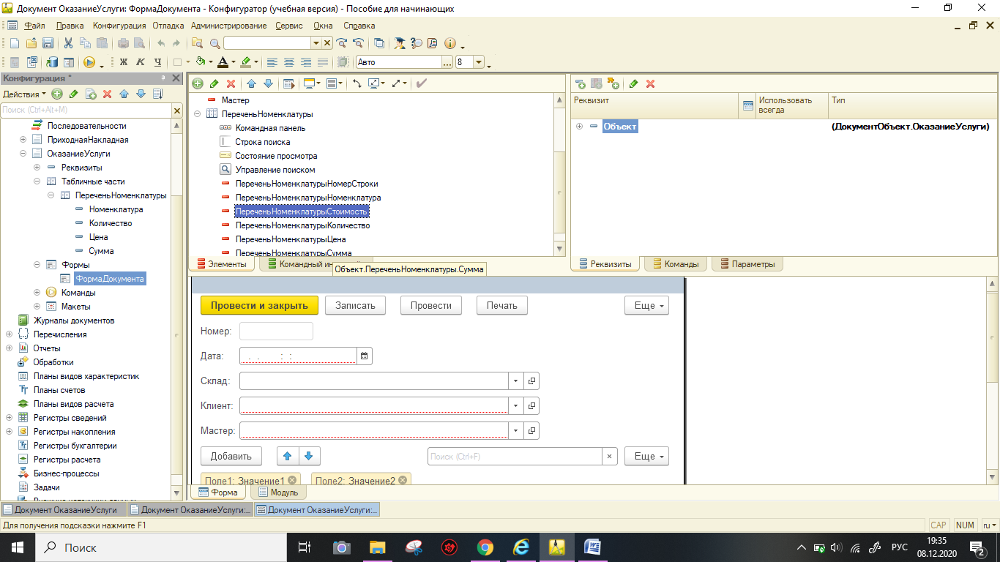 Документ ОказаниеУслуги: ФормаДокумента - Конфигуратор (учебная версия) - Пособие для начинающих
Файл Правка Конфигурация Отладка Администрирование Сервис Окна Справка
Ж К Ч А Авто ... 8
Конфигурация *
Действия
Поиск (Ctrl+Alt+M)
Последовательности
ПриходнаяНакладная
ОказаниеУслуги
Реквизиты
Табличные части
ПереченьНоменклатуры
Номенклатура
Количество
Цена
Сумма
Формы
ФормаДокумента
Команды
Макеты
Журналы документов
Перечисления
Отчеты
Обработки
Планы видов характеристик
Планы счетов
Планы видов расчета
Регистры сведений
Регистры накопления
Регистры бухгалтерии
Регистры расчета
Бизнес-процессы
Задачи
Мастер
ПереченьНоменклатуры
Командная панель
Строка поиска
Состояние просмотра
Управление поиском
ПереченьНоменклатурыНомерСтроки
ПереченьНоменклатурыНоменклатура
ПереченьНоменклатурыСтоимость
ПереченьНоменклатурыКоличество
ПереченьНоменклатурыЦена
ПереченьНоменклатурыСумма
Элементы Командный ин
Объект.ПереченьНоменклатуры.Сумма
Реквизит Использовать всегда Тип
Объект (ДокументОбъект.ОказаниеУслуги)
Реквизиты Команды Параметры
Провести и закрыть Записать Провести Печать Еще
Номер:
Дата: . . : :
Склад:
Клиент:
Мастер:
Добавить Поиск (Ctrl+F) × Еще
Поле1: Значение1 Поле2: Значение2
Форма Модуль
Документ ОказаниеУслуги Документ ОказаниеУслуги:... Документ ОказаниеУслуги:...
Для получения подсказки нажмите F1 CAP NUM ru
Поиск РУС 19:35
08.12.2020 2